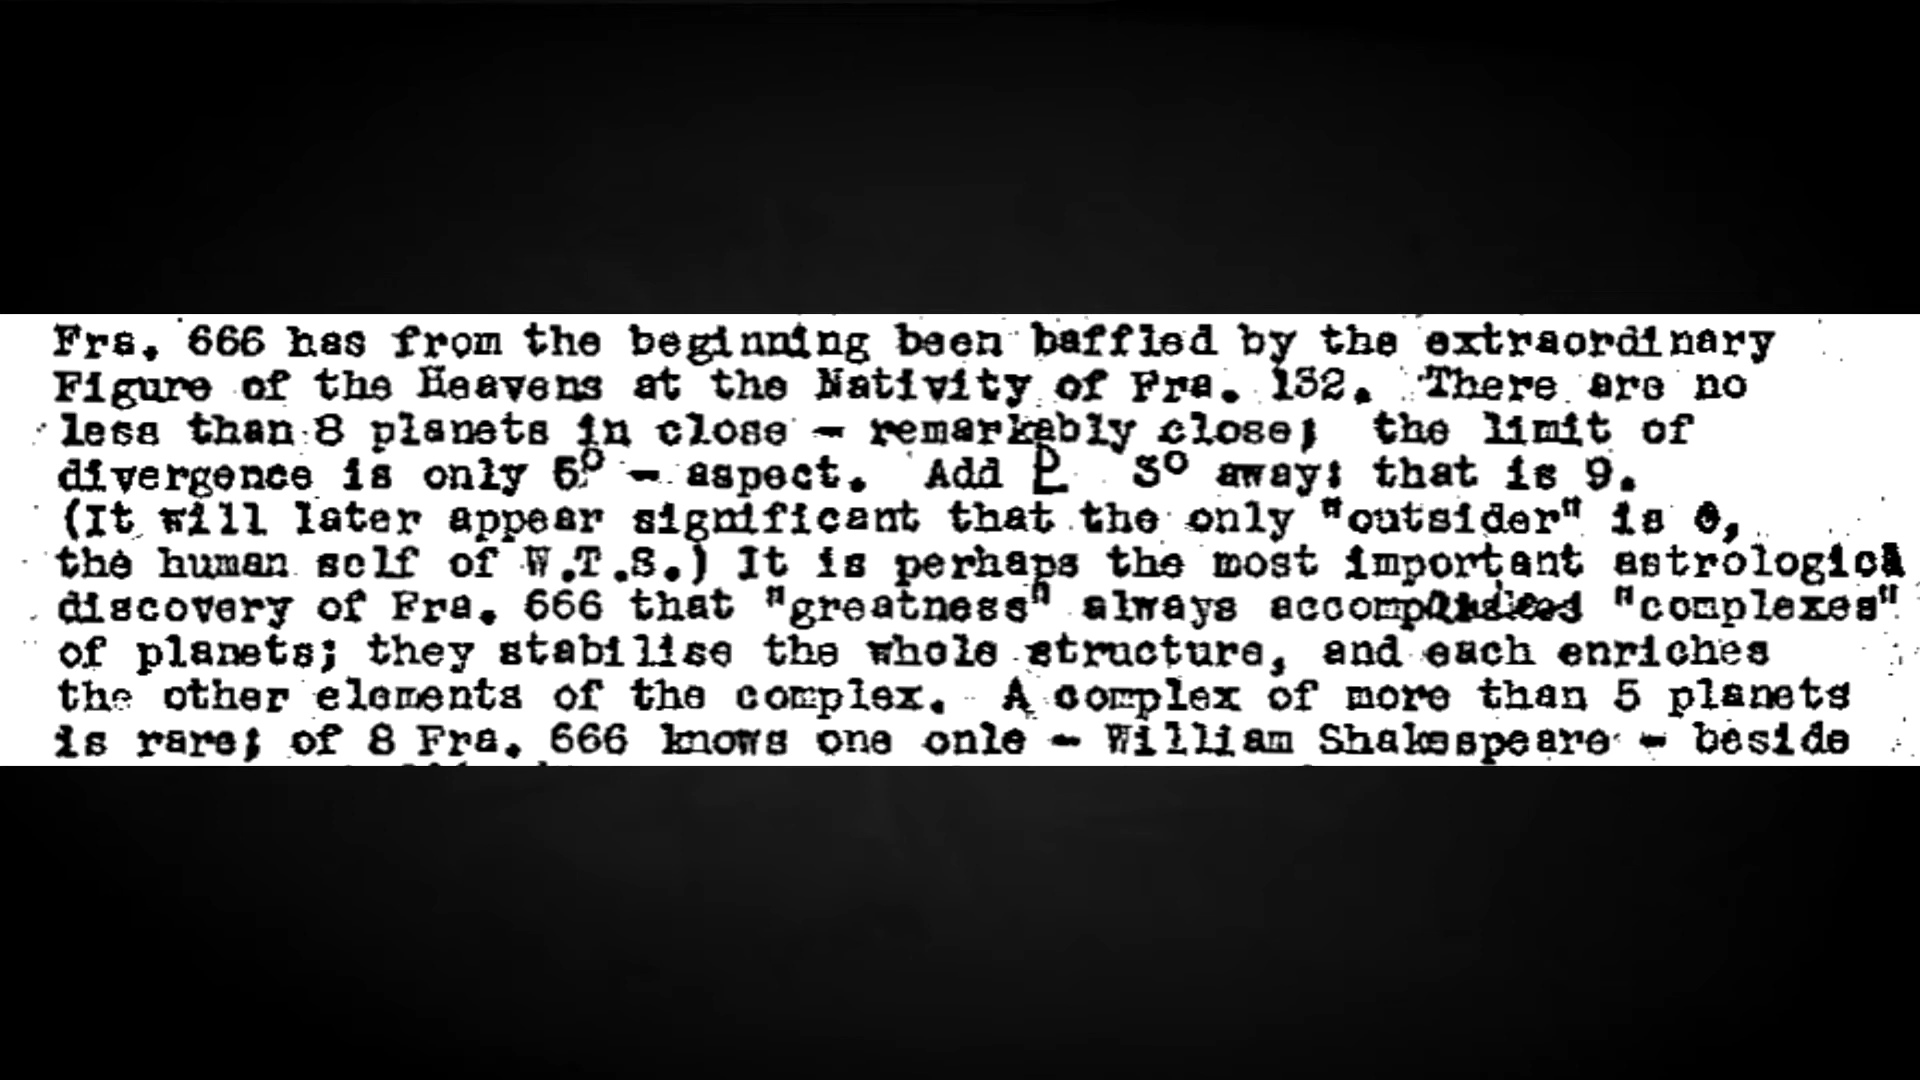 Fra. 666 has from the beginning been baffled by the extraordinary
Figure of the Heavens at the Nativity of Fra. 132. There are no
less than 8 planets in close - remarkably close; the limit of
divergence is only 6° - aspect. Add 3° away: that is 9.
(It will later appear significant that the only "outsider" is
the human self of W.T.S.) It is perhaps the most important astrologica
discovery of Fra. 666 that "greatness" always "complexes"
of planets; they stabilise the whole structure, and each enriches
the other elements of the complex. A complex of more than 5 planets
is rare; of 8 Fra. 666 knows one onle - William Shakespeare - beside